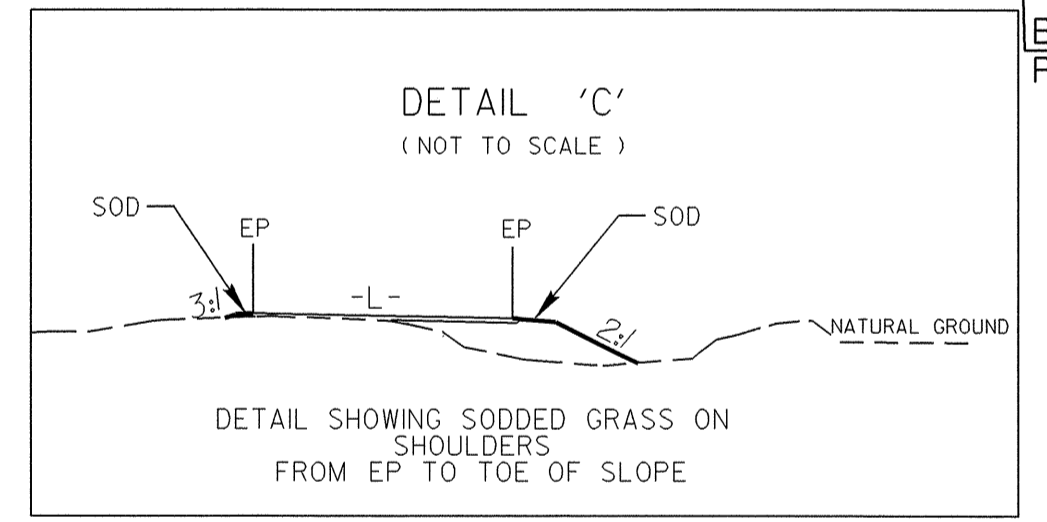 DETAIL 'C'
( NOT TO SCALE )
SOD
EP
EP
SOD
3:1
-L-
2:1
NATURAL GROUND
DETAIL SHOWING SODDED GRASS ON
SHOULDERS
FROM EP TO TOE OF SLOPE